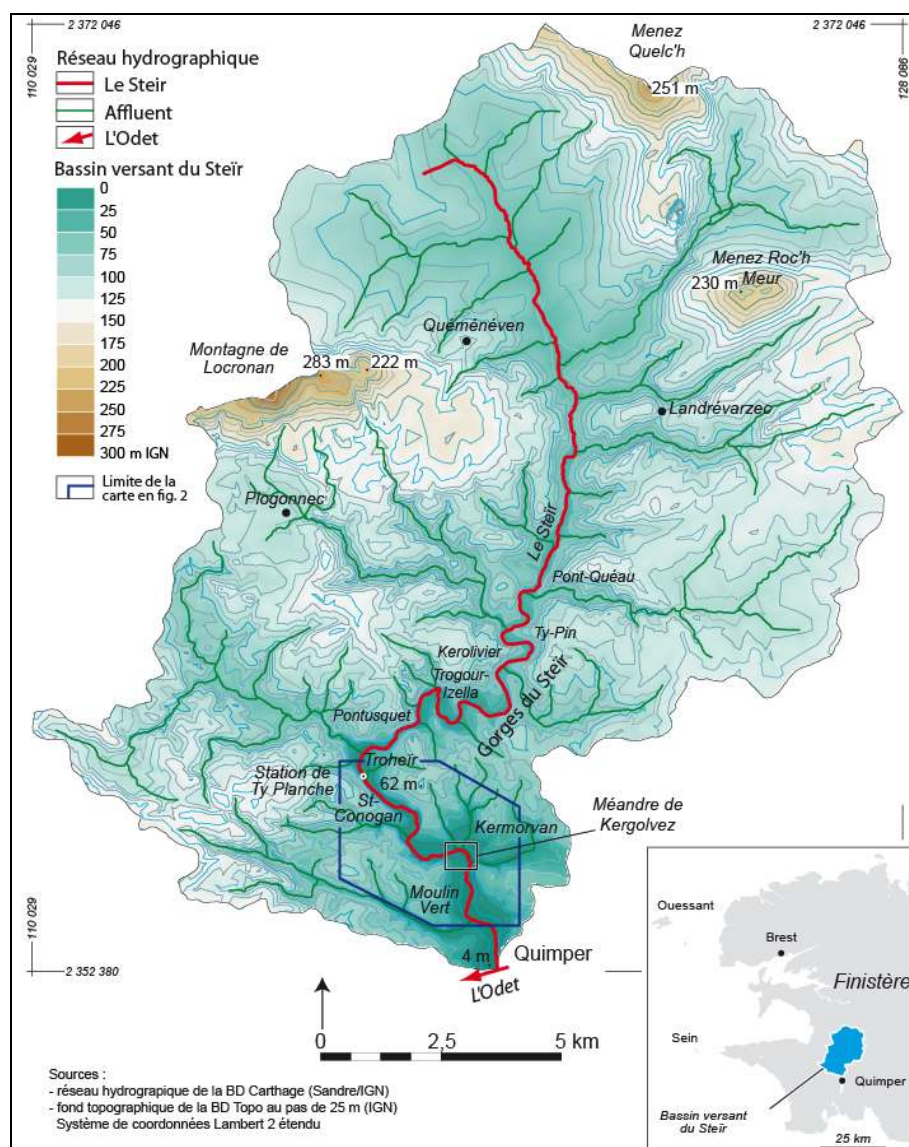 2 372 046
2 372 046
110 029
128 086
Réseau hydrographique
Le Steir
Affluent
L'Odet
Bassin versant du Steïr
0
25
50
75
100
125
150
175
200
225
250
275
300 m IGN
Limite de la
carte en fig. 2
Menez
Quelc'h
251 m
Menez Roc'h
Meur
230 m
Quéménéven
Montagne de
Locronan
283 m
222 m
Landrévarzec
Plogonnec
Le Steïr
Pont-Quéau
Ty-Pin
Kerolivier
Trogour-
Izella
Gorges du Steïr
Pontusquet
Troheïr
Station de
Ty Planche
62 m
St-
Conogan
Kermorvan
Méandre de
Kergolvez
Moulin
Vert
4 m
Quimper
L'Odet
110 029
2 352 380
0
2,5
5 km
Sources :
- réseau hydrograpique de la BD Carthage (Sandre/IGN)
- fond topographique de la BD Topo au pas de 25 m (IGN)
Système de coordonnées Lambert 2 étendu
Ouessant
Brest
Finistère
Sein
Quimper
Bassin versant
du Steïr
25 km